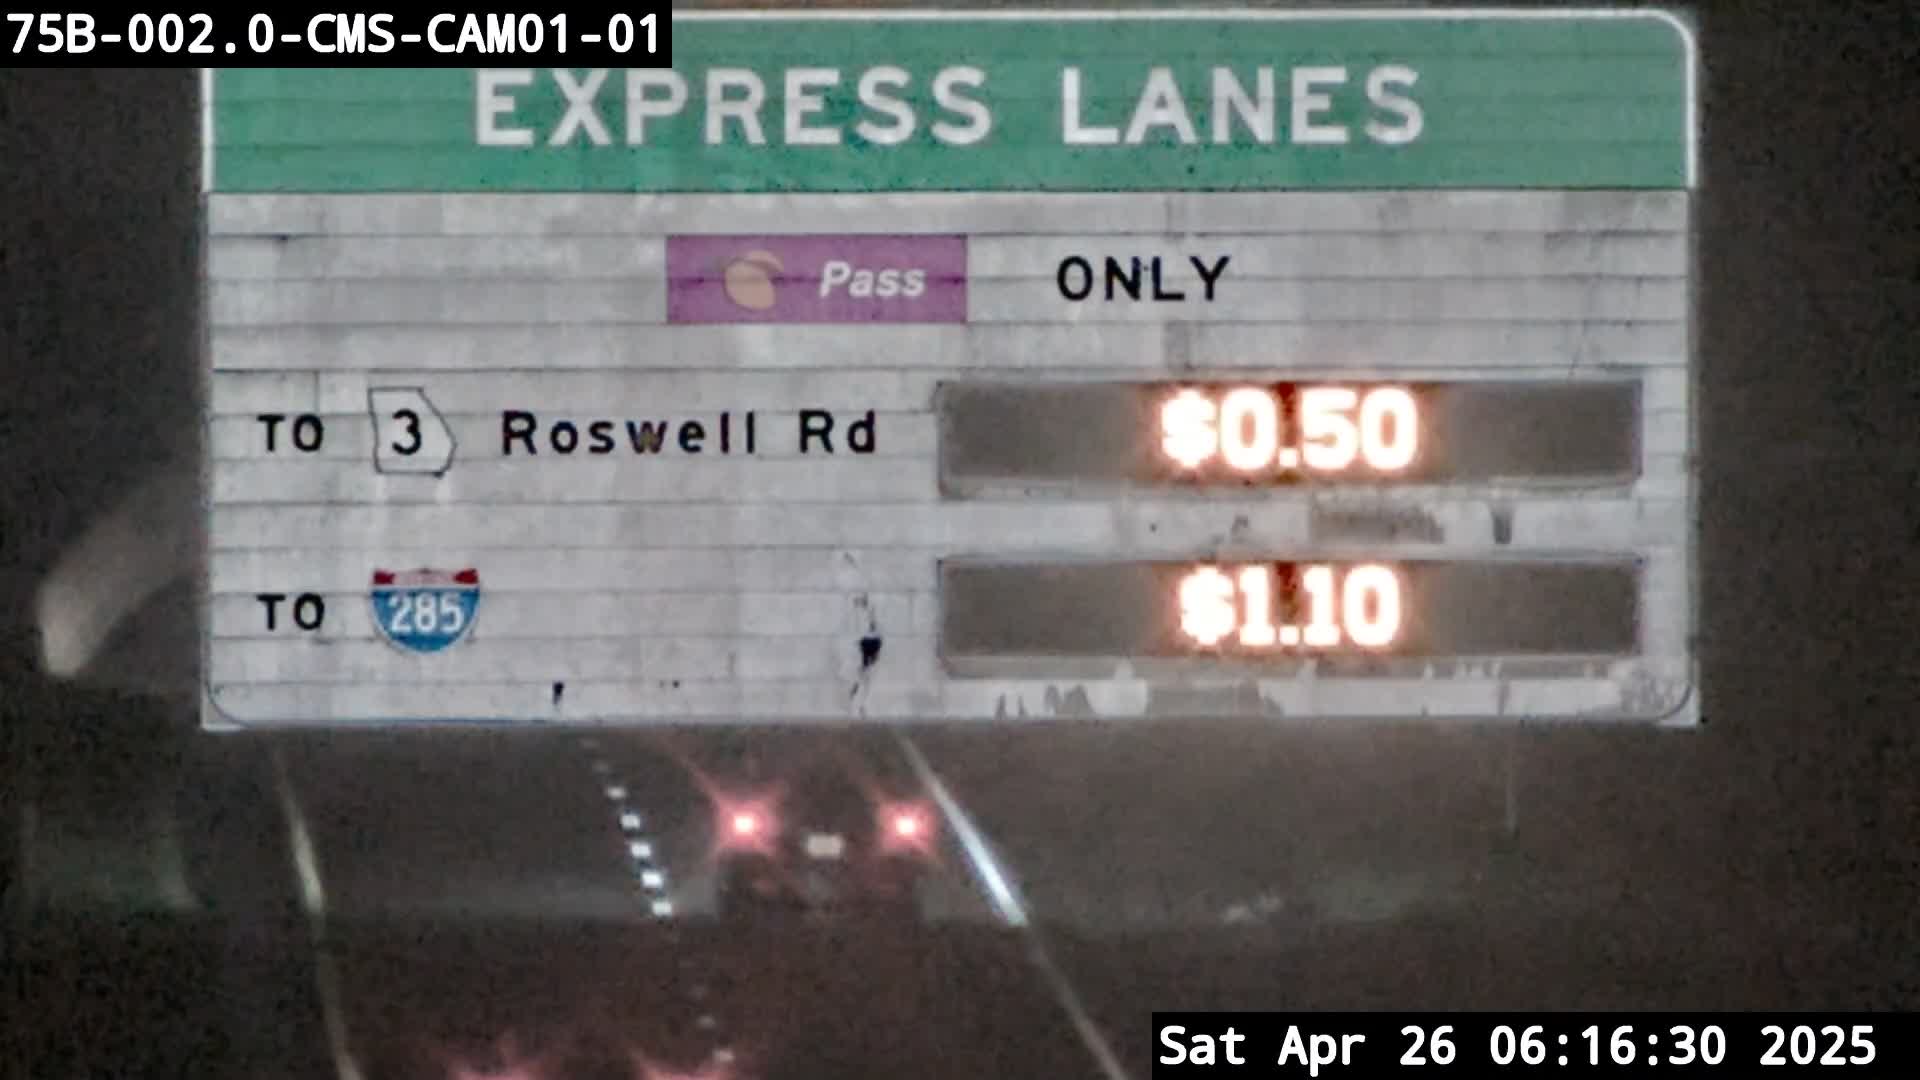 75B-002.0-CMS-CAM01-01
EXPRESS LANES
Pass ONLY
TO 3 Roswell Rd $0.50
TO 285 $1.10
Sat Apr 26 06:16:30 2025